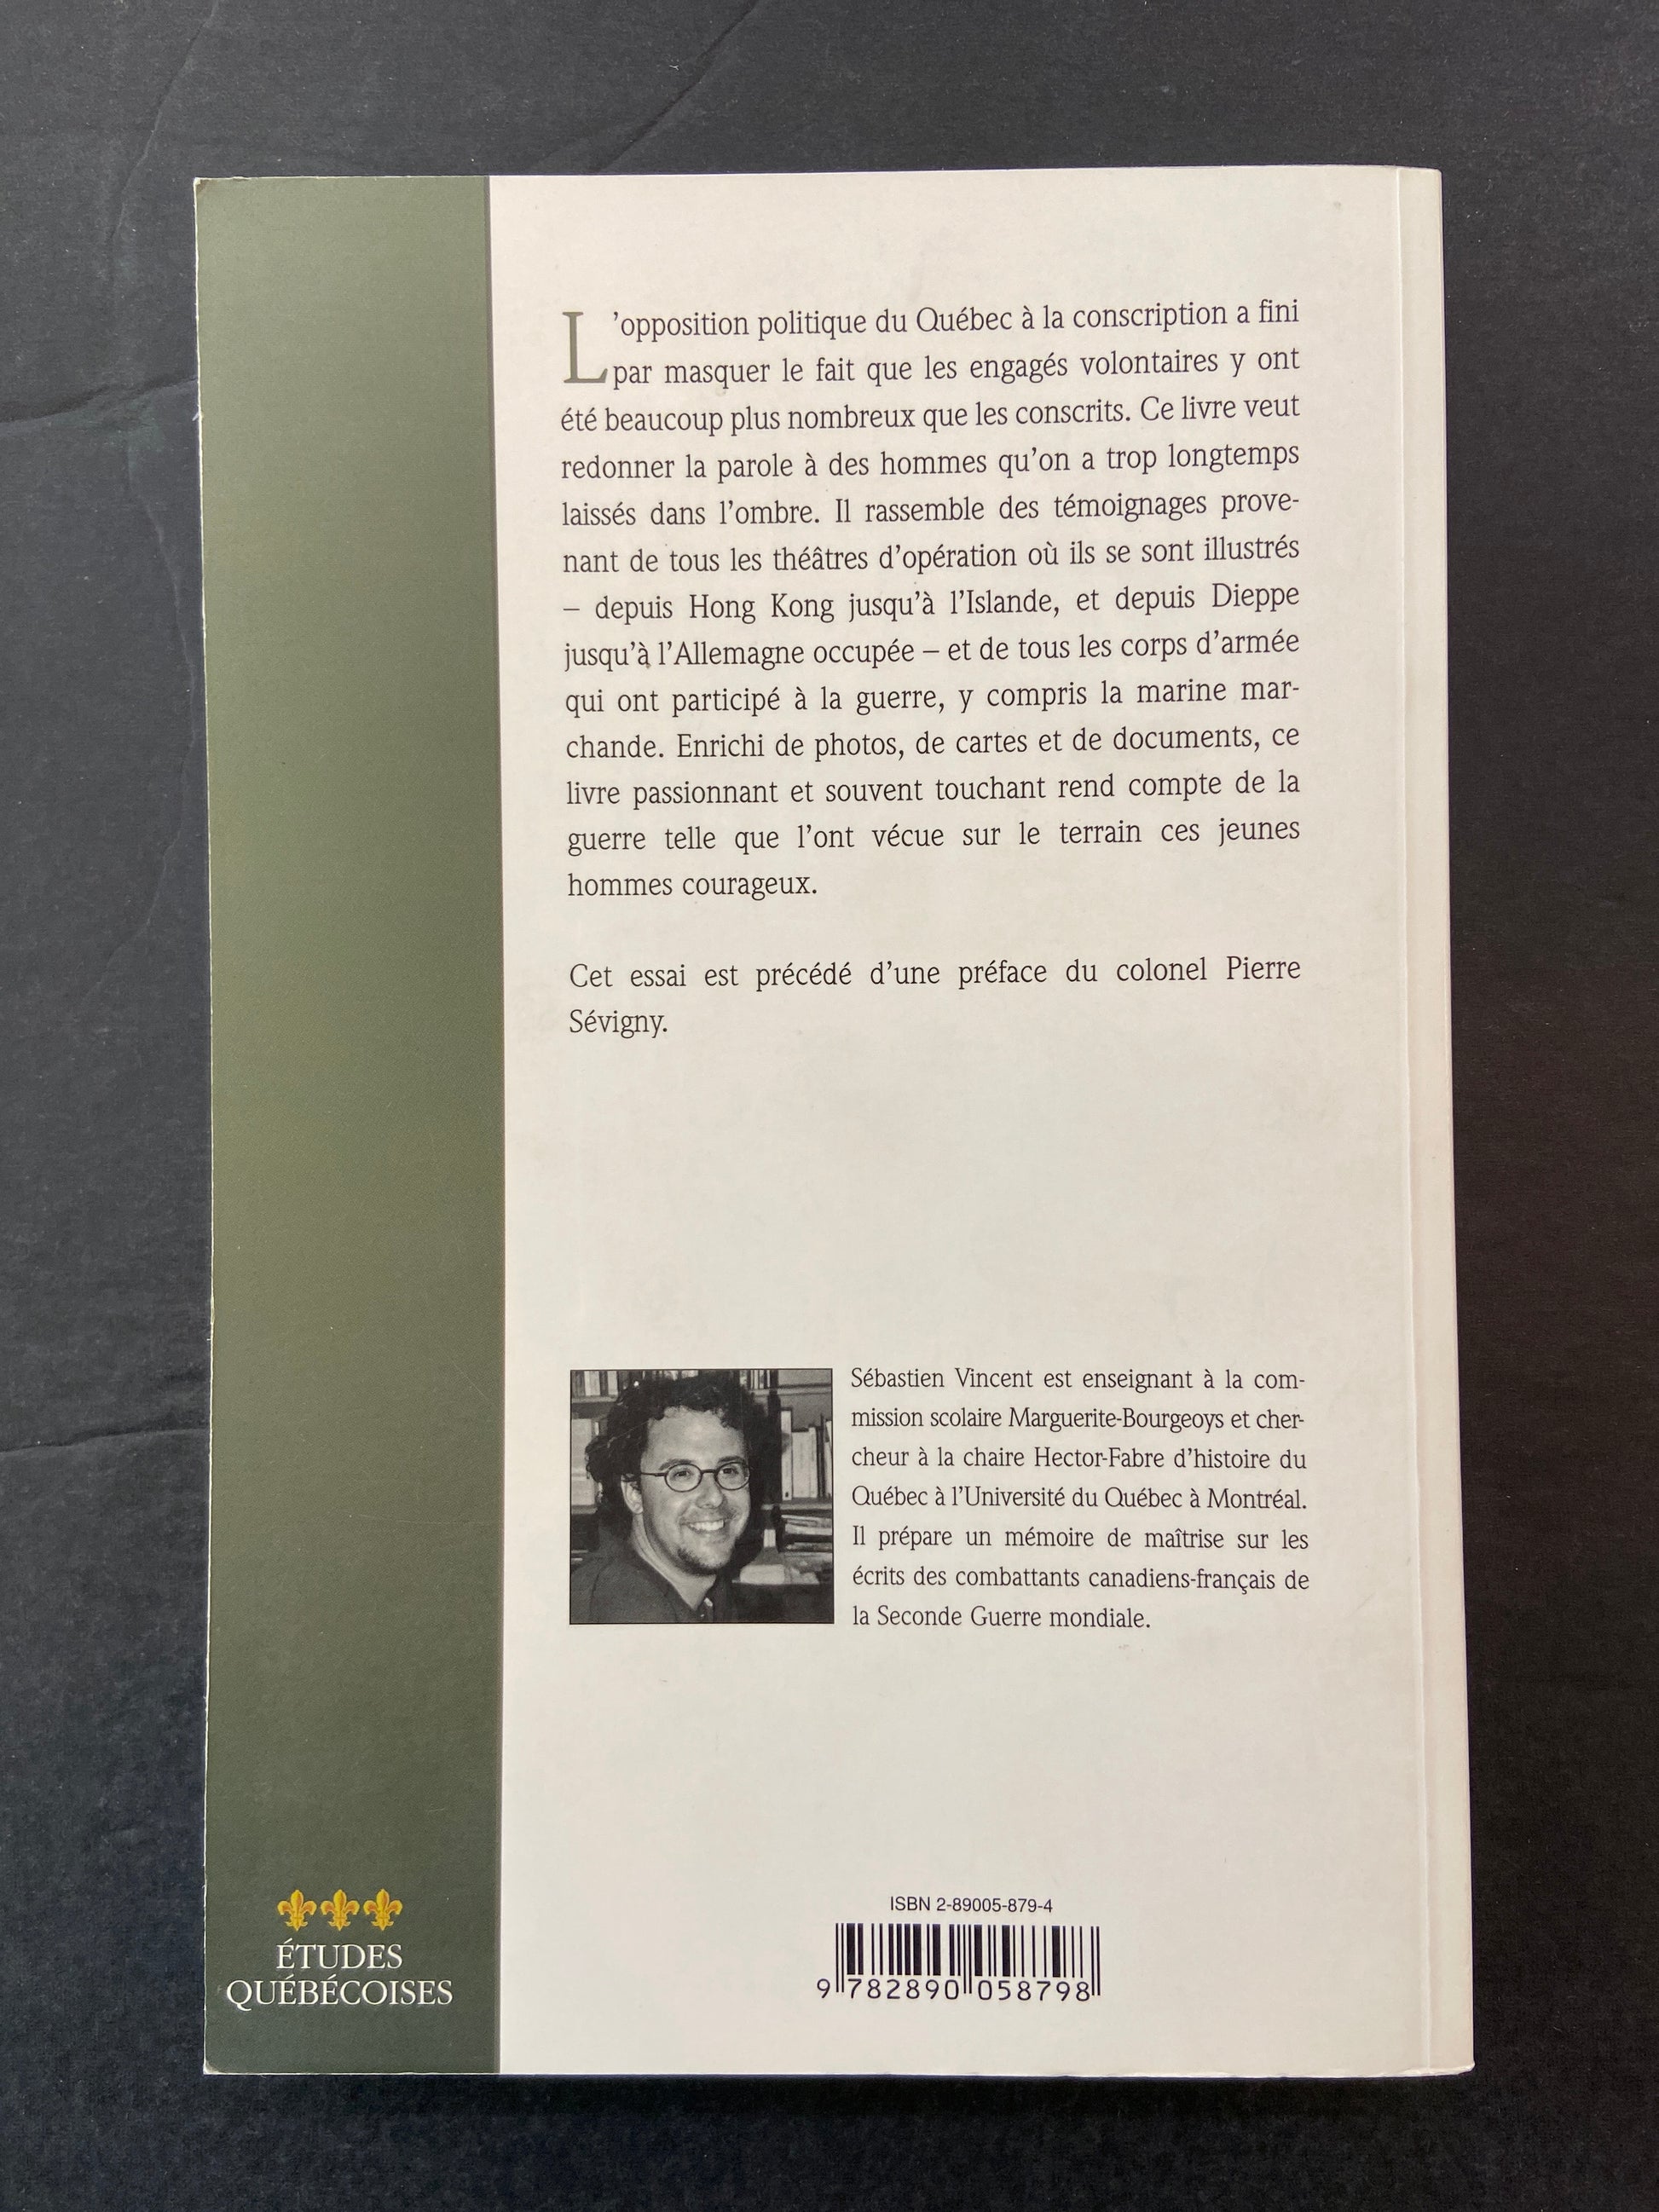 L'opposition politique du Québec à la conscription a fini
par masquer le fait que les engagés volontaires y ont
été beaucoup plus nombreux que les conscrits. Ce livre veut
redonner la parole à des hommes qu'on a trop longtemps
laissés dans l'ombre. Il rassemble des témoignages prove-
nant de tous les théâtres d'opération où ils se sont illustrés
– depuis Hong Kong jusqu'à l'Islande, et depuis Dieppe
jusqu'à l'Allemagne occupée – et de tous les corps d'armée
qui ont participé à la guerre, y compris la marine mar-
chande. Enrichi de photos, de cartes et de documents, ce
livre passionnant et souvent touchant rend compte de la
guerre telle que l'ont vécue sur le terrain ces jeunes
hommes courageux.
Cet essai est précédé d'une préface du colonel Pierre
Sévigny.
Sébastien Vincent est enseignant à la com-
mission scolaire Marguerite-Bourgeoys et cher-
cheur à la chaire Hector-Fabre d'histoire du
Québec à l'Université du Québec à Montréal.
Il prépare un mémoire de maîtrise sur les
écrits des combattants canadiens-français de
la Seconde Guerre mondiale.
ÉTUDES
QUÉBÉCOISES
ISBN 2-89005-879-4
9 782890 058798